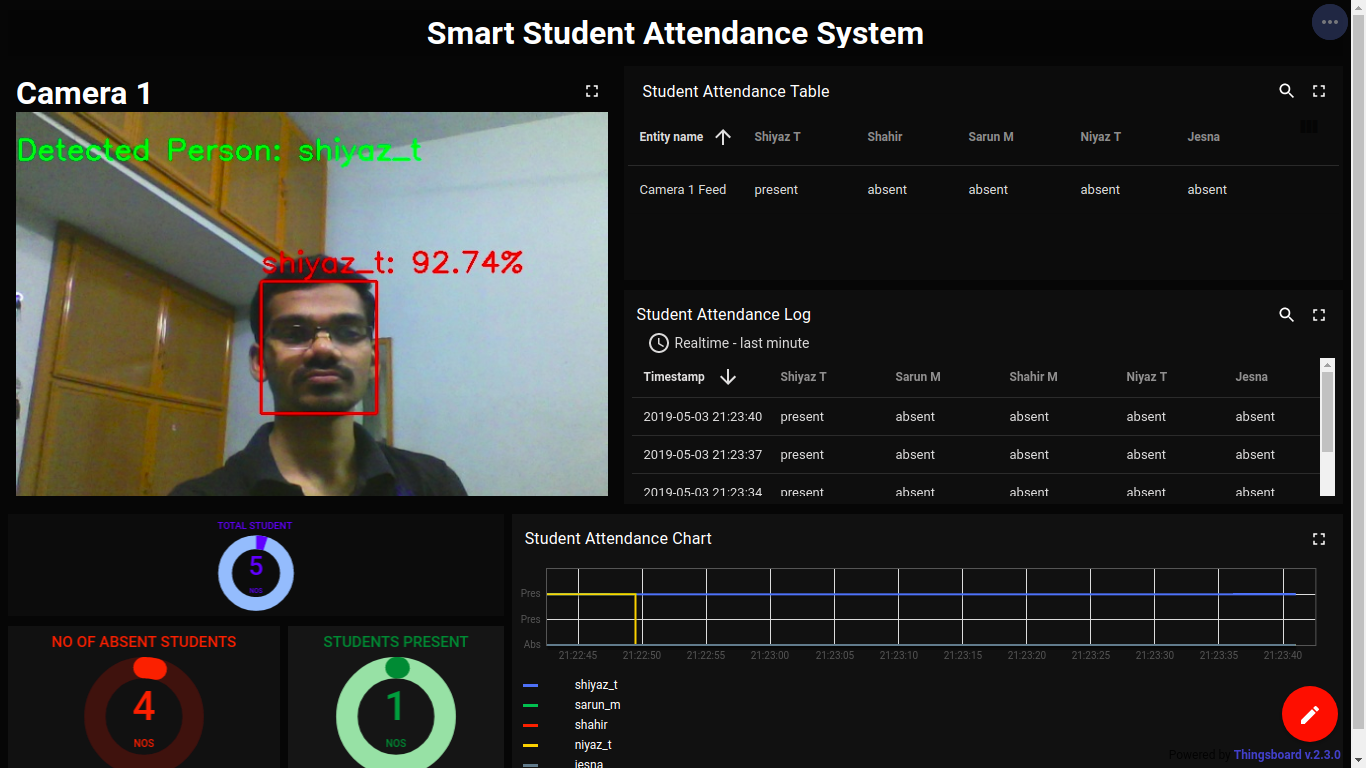 Smart Student Attendance System
Camera 1
Detected Person: shiyaz_t
shiyaz_t: 92.74%
Student Attendance Table
Entity name Shiyaz T Shahir Sarun M Niyaz T Jesna
Camera 1 Feed present absent absent absent absent
Student Attendance Log
Realtime - last minute
Timestamp Shiyaz T Sarun M Shahir M Niyaz T Jesna
2019-05-03 21:23:40 present absent absent absent absent
2019-05-03 21:23:37 present absent absent absent absent
2019-05-03 21:23:34 present absent absent absent absent
TOTAL STUDENT
5
NOS
NO OF ABSENT STUDENTS
4
NOS
STUDENTS PRESENT
1
NOS
Student Attendance Chart
Pres
Pres
Abs
21:22:45 21:22:50 21:22:55 21:23:00 21:23:05 21:23:10 21:23:15 21:23:20 21:23:25 21:23:30 21:23:35 21:23:40
shiyaz_t
sarun_m
shahir
niyaz_t
jesna
Powered by Thingsboard v.2.3.0